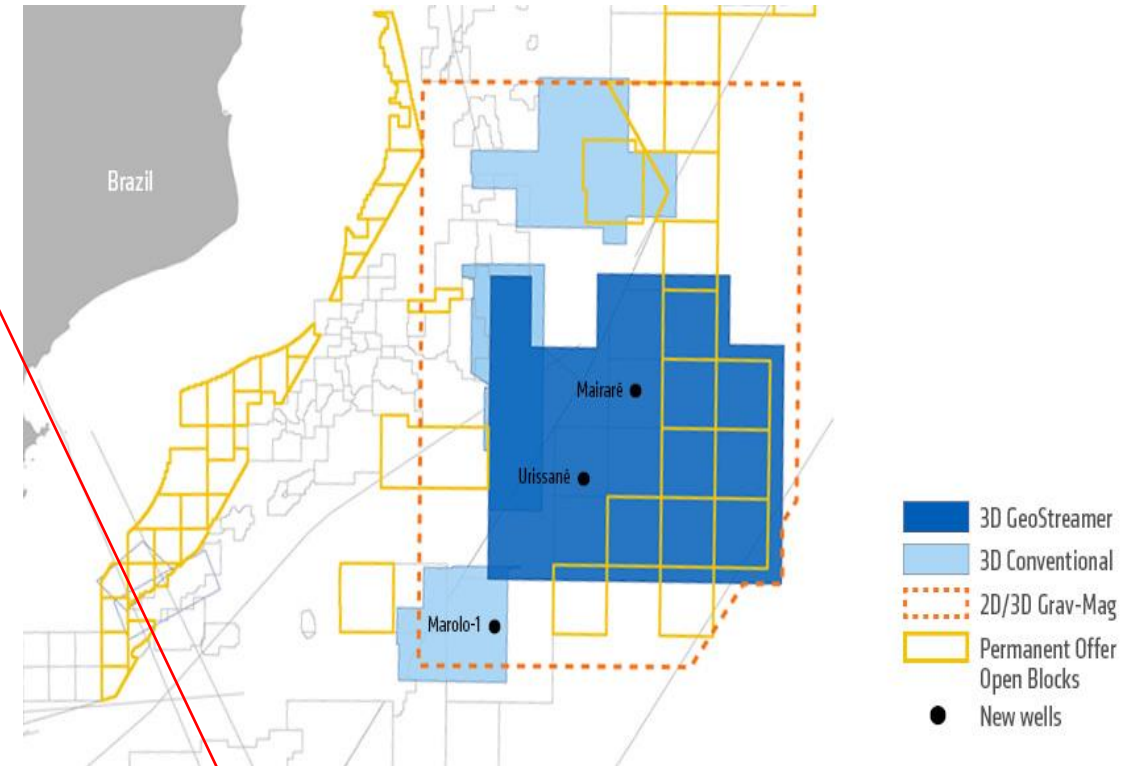 Brazil
Mairarê
Urissanê
Marolo-1
3D GeoStreamer
3D Conventional
2D/3D Grav-Mag
Permanent Offer
Open Blocks
New wells